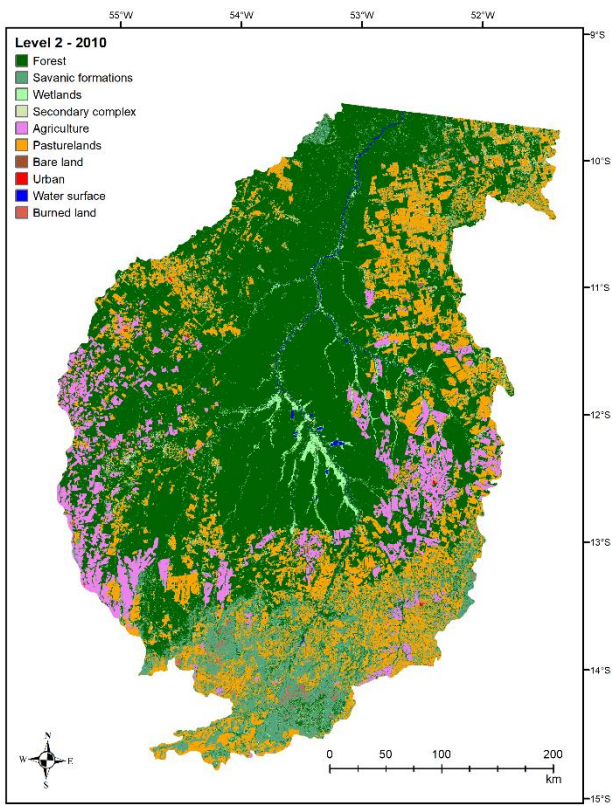 55°W 54°W 53°W 52°W
9°S
Level 2 - 2010
Forest
Savanic formations
Wetlands
Secondary complex
Agriculture
Pasturelands
Bare land
Urban
Water surface
Burned land
10°S
11°S
12°S
13°S
14°S
N
W E
S
0 50 100 200
km
15°S